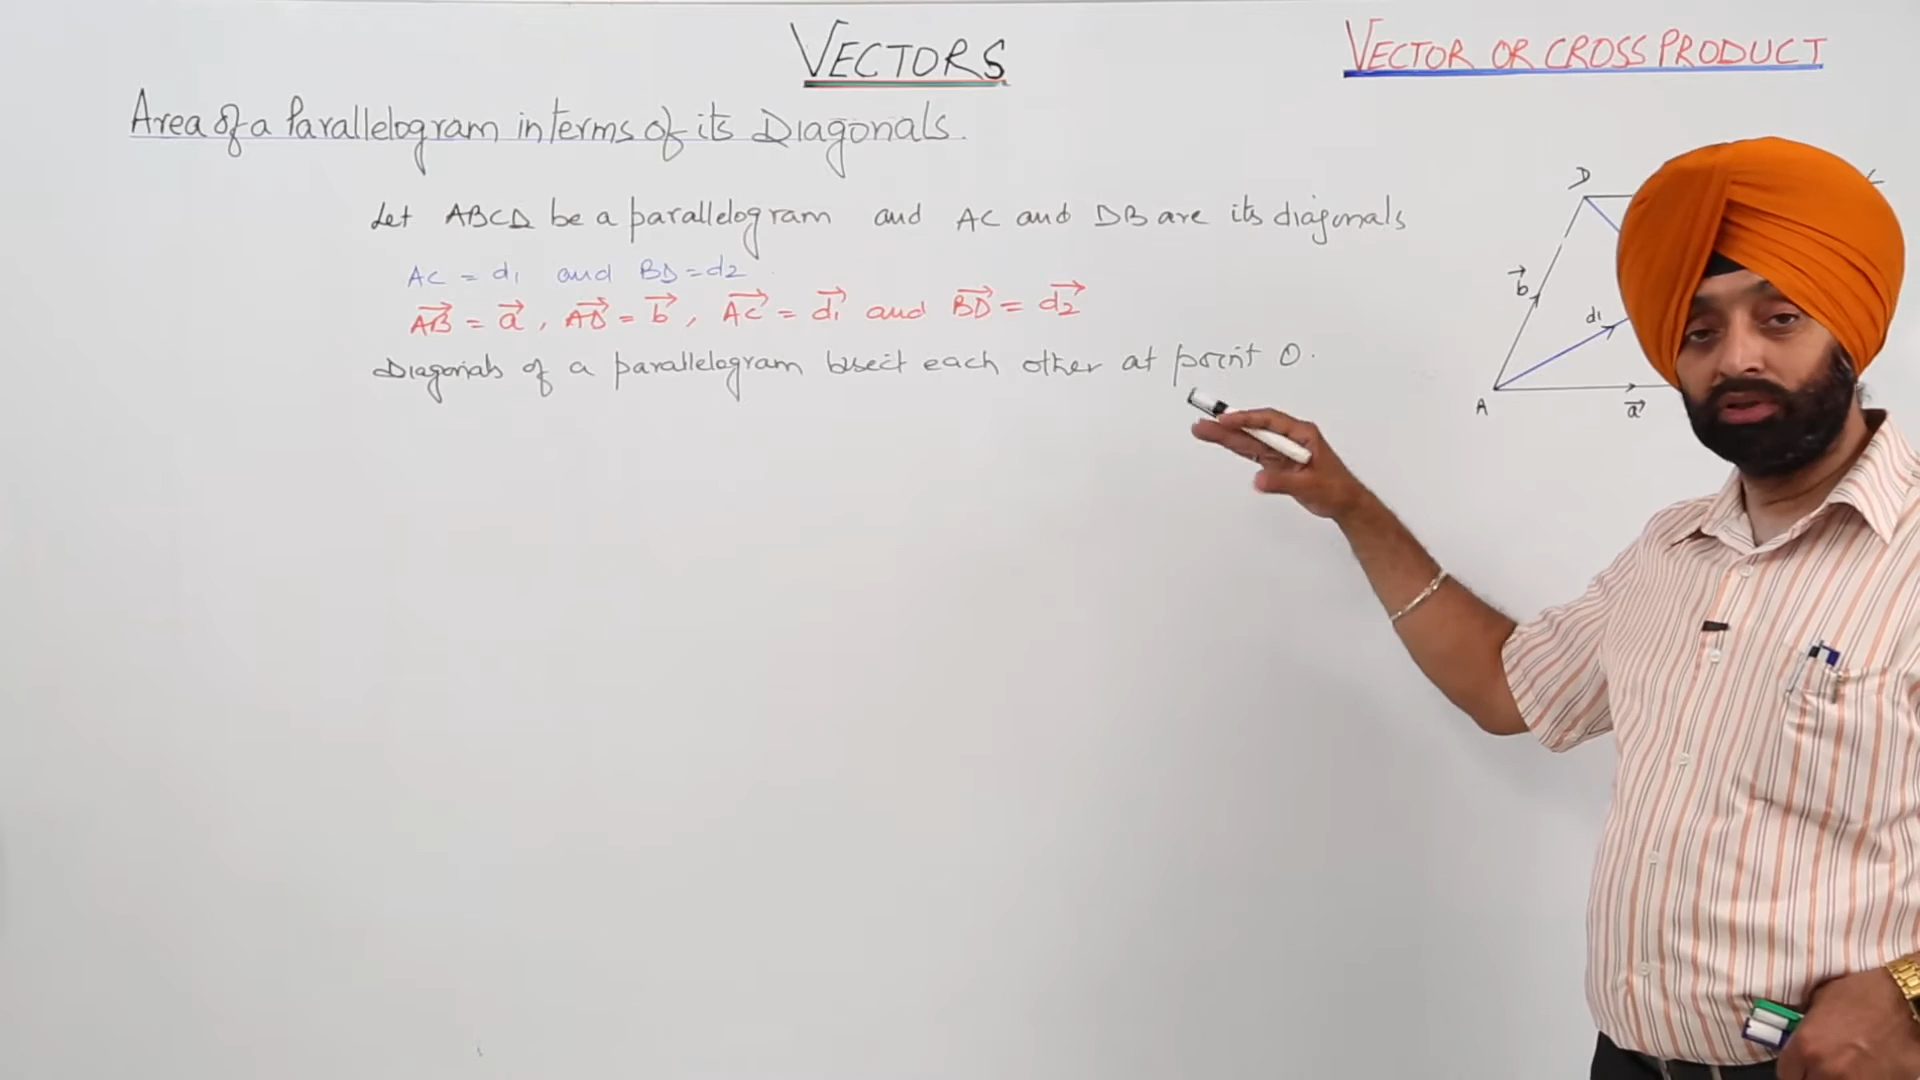 VECTORS
VECTOR OR CROSS PRODUCT
Area of a Parallelogram in terms of its Diagonals.
Let ABCD be a parallelogram and AC and DB are its diagonals
AC = d1 and BD = d2
AB⃗ = a⃗, AD⃗ = b⃗, AC⃗ = d1⃗ and BD⃗ = d2⃗
Diagonals of a parallelogram bisect each other at point O.
D
b⃗
d1
A
a⃗